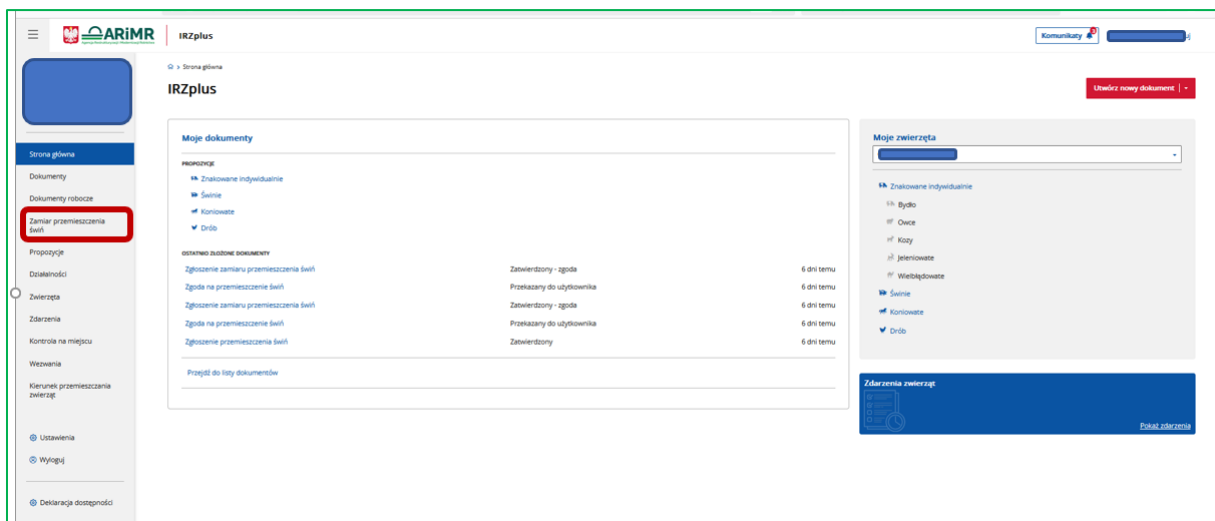 ARiMR
IRZplus
Komunikaty
Strona główna
IRZplus
Utwórz nowy dokument
Strona główna
Dokumenty
Dokumenty robocze
Zamiar przemieszczenia
świń
Propozycje
Działalności
Zwierzęta
Zdarzenia
Kontrola na miejscu
Wezwania
Kierunek przemieszczania
zwierząt
Ustawienia
Wyloguj
Deklaracja dostępności
Moje dokumenty
PROPOZYCJE
Znakowane indywidualnie
Świnie
Koniowate
Drób
OSTATNIO ZŁOŻONE DOKUMENTY
Zgłoszenie zamiaru przemieszczenia świń Zatwierdzony - zgoda 6 dni temu
Zgoda na przemieszczenie świń Przekazany do użytkownika 6 dni temu
Zgłoszenie zamiaru przemieszczenia świń Zatwierdzony - zgoda 6 dni temu
Zgoda na przemieszczenie świń Przekazany do użytkownika 6 dni temu
Zgłoszenie przemieszczenia świń Zatwierdzony 6 dni temu
Przejdź do listy dokumentów
Moje zwierzęta
Znakowane indywidualnie
Bydło
Owce
Kozy
Jeleniowate
Wielbłądowate
Świnie
Koniowate
Drób
Zdarzenia zwierząt
Pokaż zdarzenia